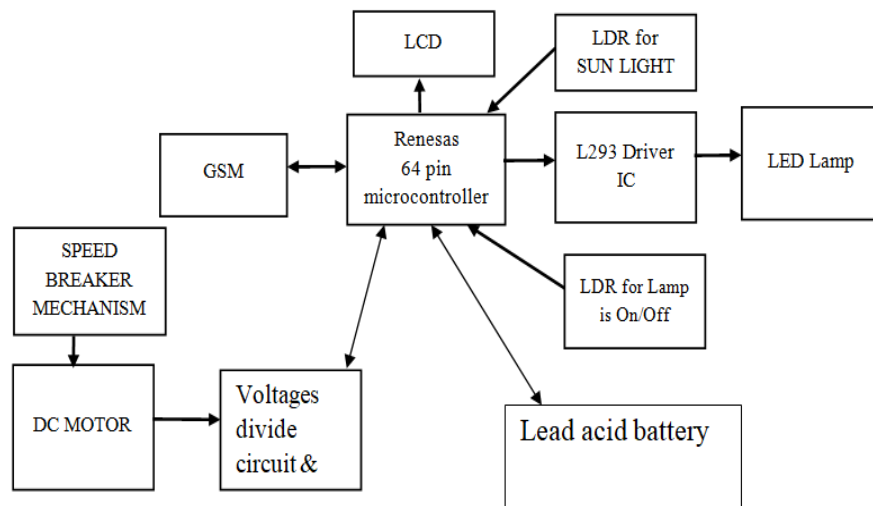 LCD
LDR for
SUN LIGHT
GSM
Renesas
64 pin
microcontroller
L293 Driver
IC
LED Lamp
SPEED
BREAKER
MECHANISM
LDR for Lamp
is On/Off
DC MOTOR
Voltages
divide
circuit &
Lead acid battery